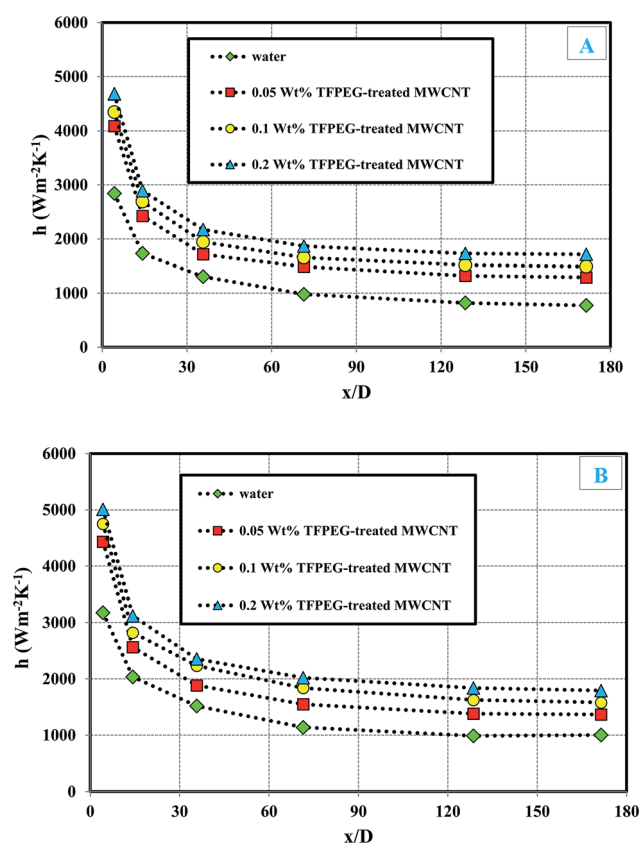 6000
5000
4000
3000
2000
1000
0
h (Wm-2K-1)
A
water
0.05 Wt% TFPEG-treated MWCNT
0.1 Wt% TFPEG-treated MWCNT
0.2 Wt% TFPEG-treated MWCNT
0 30 60 90 120 150 180
x/D
6000
5000
4000
3000
2000
1000
0
h (Wm-2K-1)
B
water
0.05 Wt% TFPEG-treated MWCNT
0.1 Wt% TFPEG-treated MWCNT
0.2 Wt% TFPEG-treated MWCNT
0 30 60 90 120 150 180
x/D